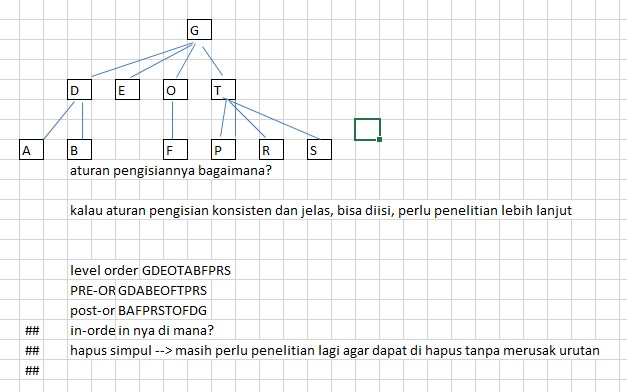 G
D E O T
A B F P R S
aturan pengisiannya bagaimana?
kalau aturan pengisian konsisten dan jelas, bisa diisi, perlu penelitian lebih lanjut
level order GDEOTABFPRS
PRE-OR GDABEOFTPRS
post-or BAFPRSTOFDG
## in-orde in nya di mana?
## hapus simpul --> masih perlu penelitian lagi agar dapat di hapus tanpa merusak urutan
##